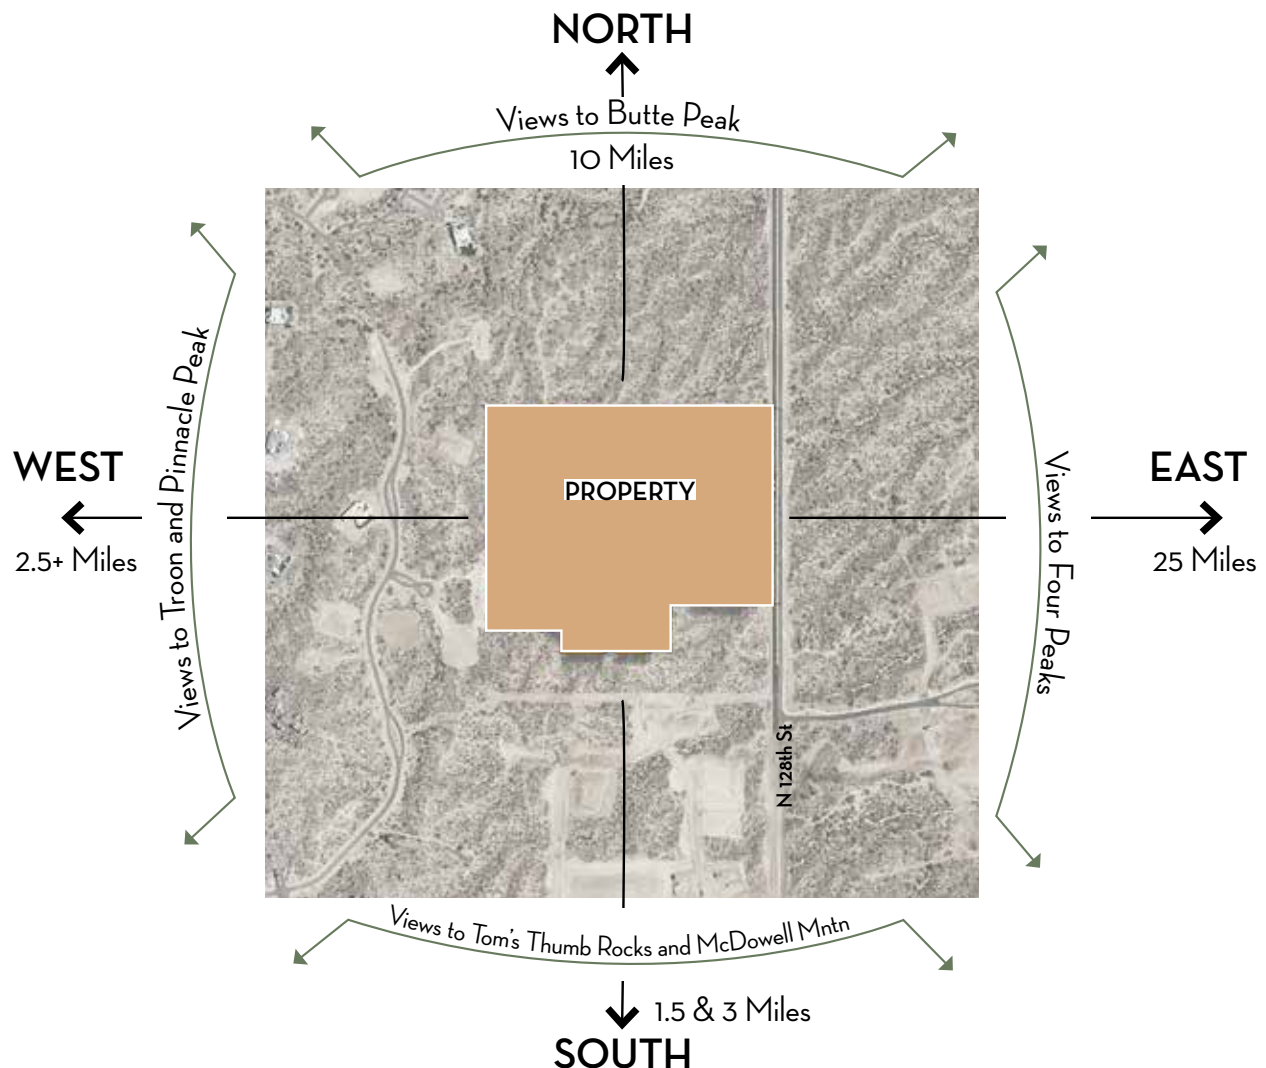 NORTH
Views to Butte Peak
10 Miles
WEST
2.5+ Miles
Views to Troon and Pinnacle Peak
PROPERTY
Views to Four Peaks
EAST
25 Miles
N 128th St
Views to Tom's Thumb Rocks and McDowell Mntn
1.5 & 3 Miles
SOUTH